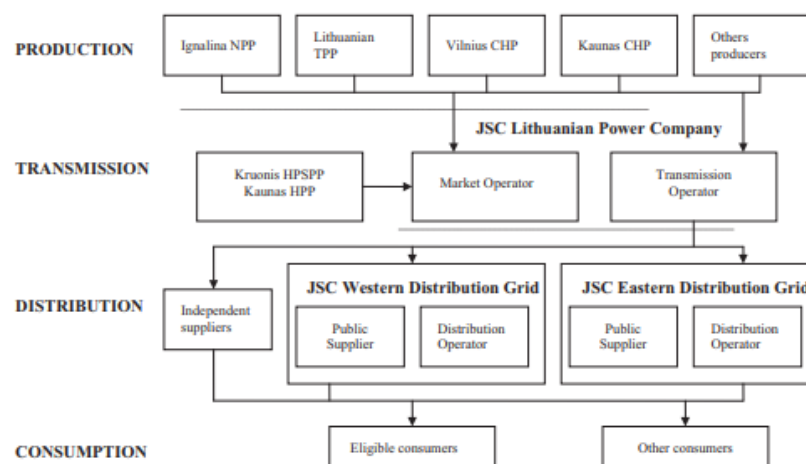 PRODUCTION
Ignalina NPP
Lithuanian
TPP
Vilnius CHP
Kaunas CHP
Others
producers
JSC Lithuanian Power Company
TRANSMISSION
Kruonis HPSPP
Kaunas HPP
Market Operator
Transmission
Operator
DISTRIBUTION
Independent
suppliers
JSC Western Distribution Grid
Public
Supplier
Distribution
Operator
JSC Eastern Distribution Grid
Public
Supplier
Distribution
Operator
CONSUMPTION
Eligible consumers
Other consumers